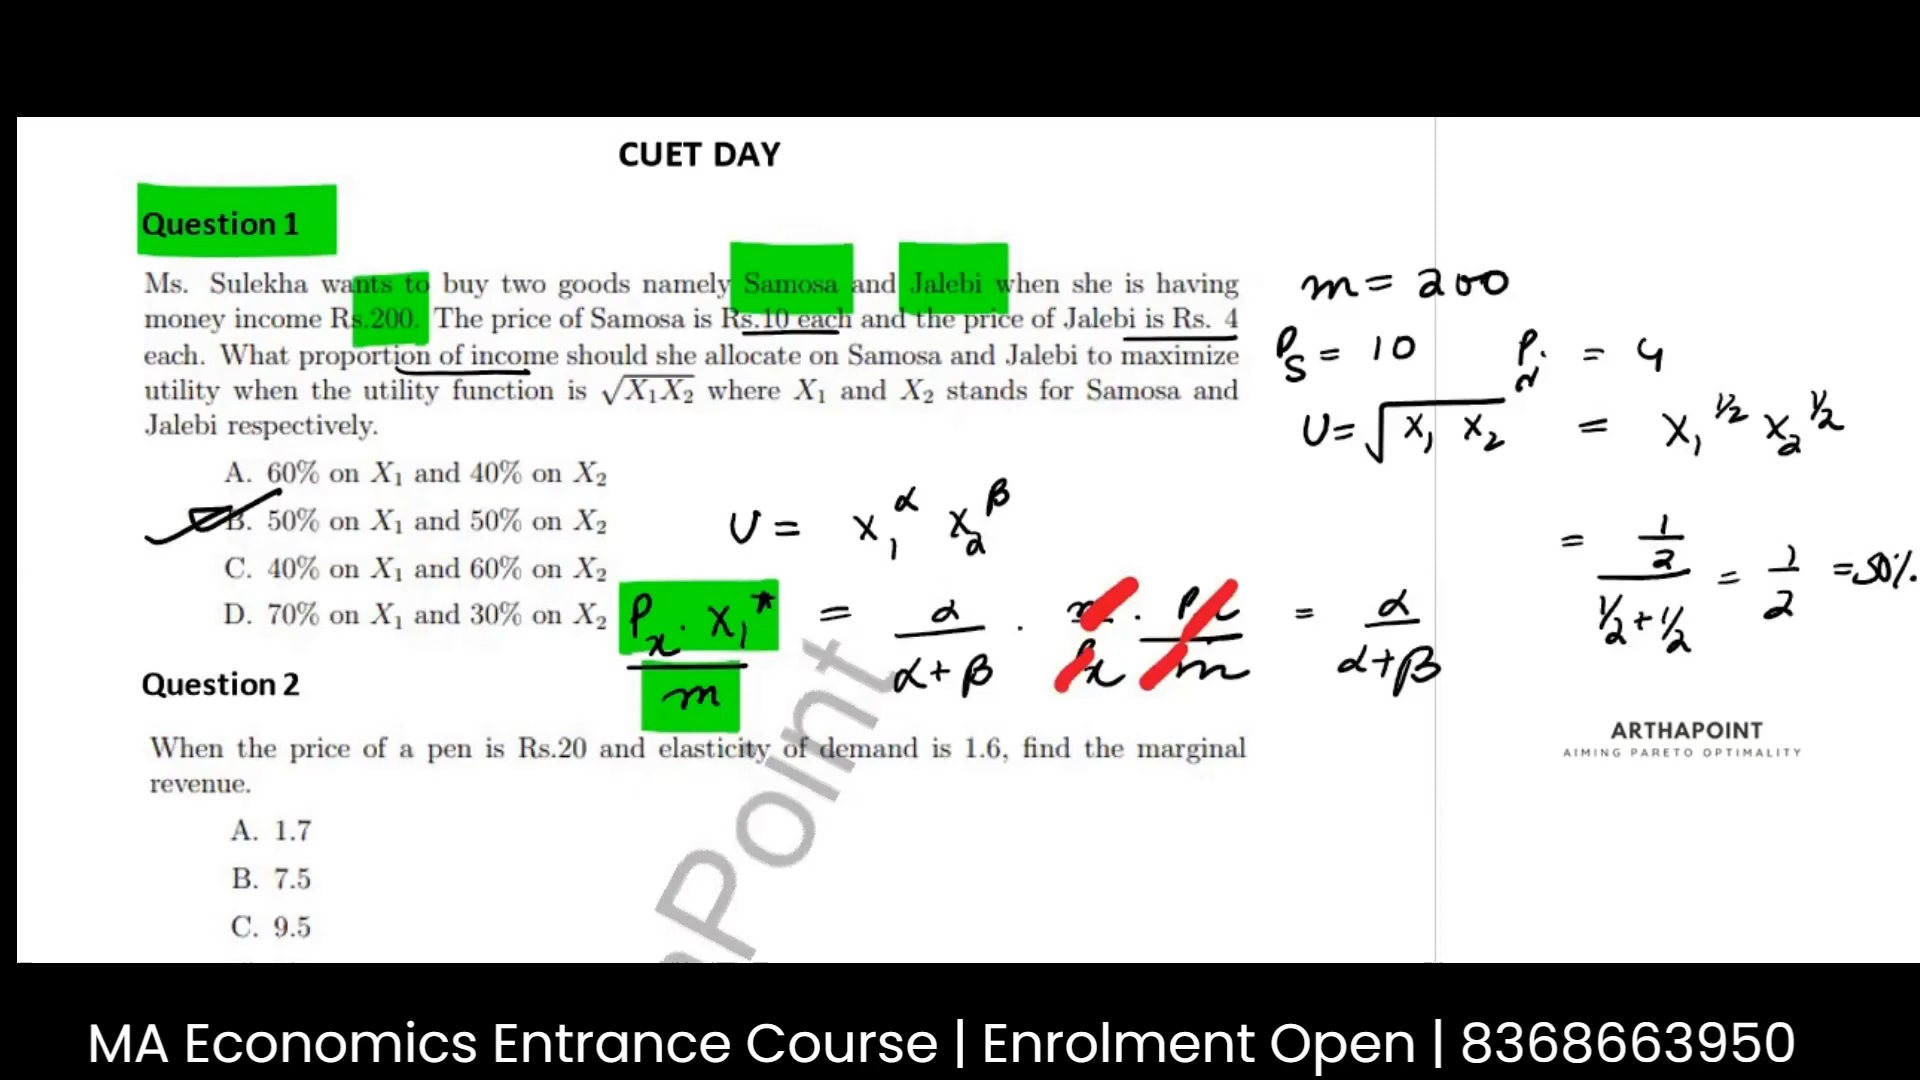 CUET DAY
Question 1
Ms. Sulekha wants to buy two goods namely Samosa and Jalebi when she is having
money income Rs.200. The price of Samosa is Rs.10 each and the price of Jalebi is Rs. 4
each. What proportion of income should she allocate on Samosa and Jalebi to maximize
utility when the utility function is √X₁X₂ where X₁ and X₂ stands for Samosa and
Jalebi respectively.
A. 60% on X₁ and 40% on X₂
B. 50% on X₁ and 50% on X₂
C. 40% on X₁ and 60% on X₂
D. 70% on X₁ and 30% on X₂
m = 200
P_S = 10 P_j = 4
U = √X₁ X₂ = X₁^1/2 X₂^1/2
U = X₁^α X₂^β
P_x · X₁* / m = α / α+β · m / P_x · P_x / m = α / α+β
= 1/2 / 1/2+1/2 = 1/2 = 50%.
Question 2
When the price of a pen is Rs.20 and elasticity of demand is 1.6, find the marginal
revenue.
A. 1.7
B. 7.5
C. 9.5
ARTHAPOINT
AIMING PARETO OPTIMALITY
Point
MA Economics Entrance Course | Enrolment Open | 8368663950